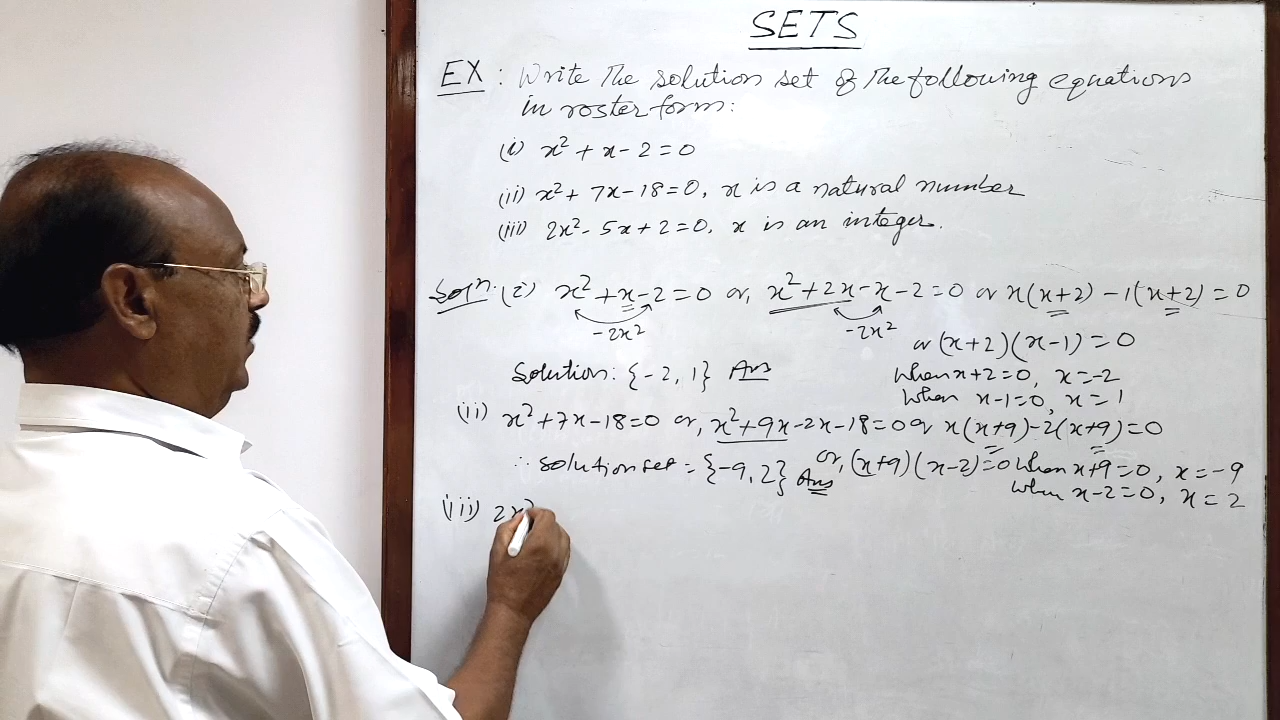 SETS
EX : Write the solution set of the following equations
in roster form:
(i) x² + x - 2 = 0
(ii) x² + 7x - 18 = 0, x is a natural number
(iii) 2x² - 5x + 2 = 0, x is an integer.
Solⁿ. (i) x² + x - 2 = 0 or, x² + 2x - x - 2 = 0 or x(x+2) - 1(x+2) = 0
-2x² -2x²
or (x+2)(x-1) = 0
Solution: {-2, 1} Ans
When x+2=0, x=-2
When x-1=0, x=1
(ii) x² + 7x - 18 = 0 or, x² + 9x - 2x - 18 = 0 or x(x+9) - 2(x+9) = 0
∴ solution set = {-9, 2} Ans or, (x+9)(x-2)=0 When x+9=0, x=-9
When x-2=0, x=2
(iii) 2x²